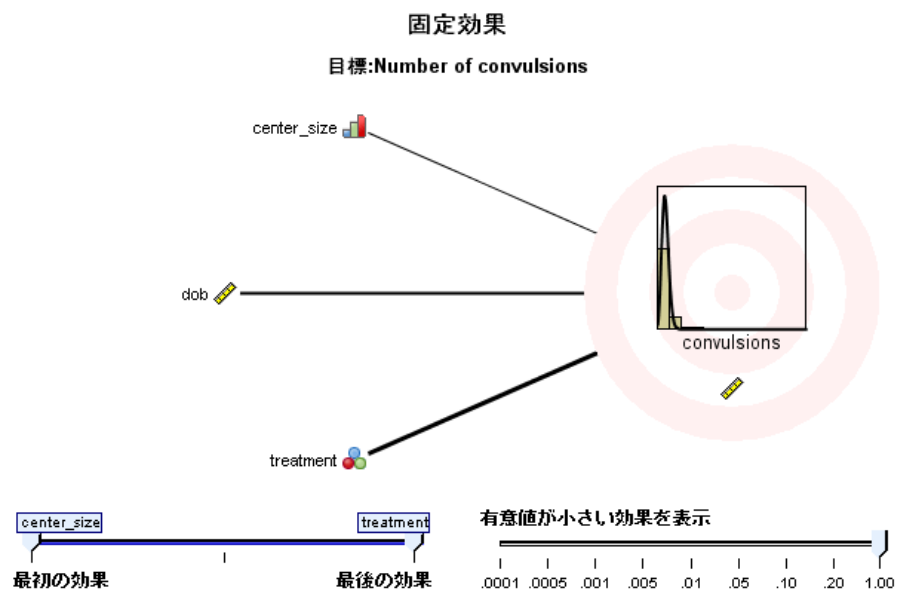 固定効果
目標:Number of convulsions
center_size
dob
convulsions
treatment
center_size
treatment
最初の効果
最後の効果
有意値が小さい効果を表示
.0001 .0005 .001 .005 .01 .05 .10 .20 1.00